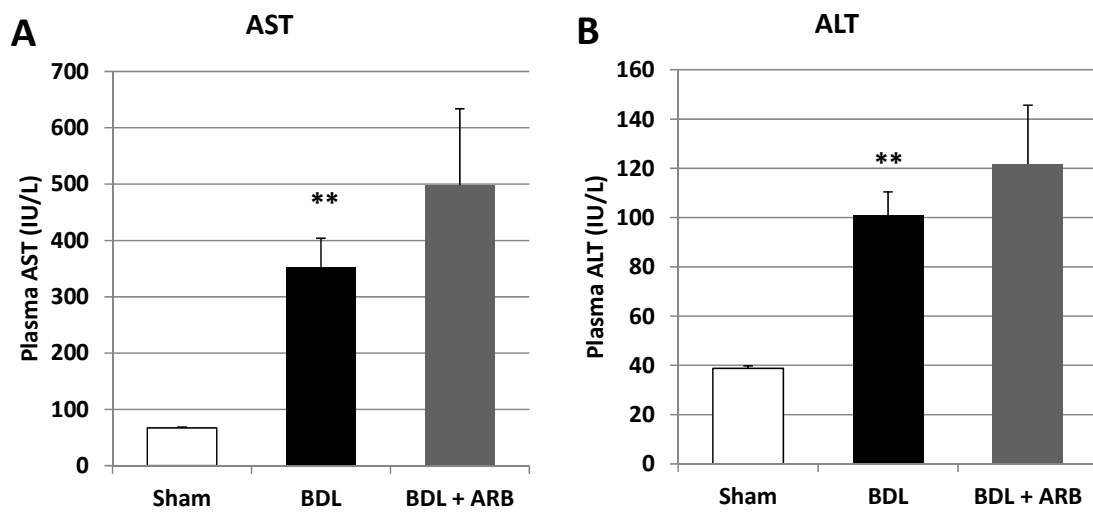 A
AST
Plasma AST (IU/L)
700
600
500
400
300
200
100
0
**
Sham BDL BDL + ARB
B
ALT
Plasma ALT (IU/L)
160
140
120
100
80
60
40
20
0
**
Sham BDL BDL + ARB